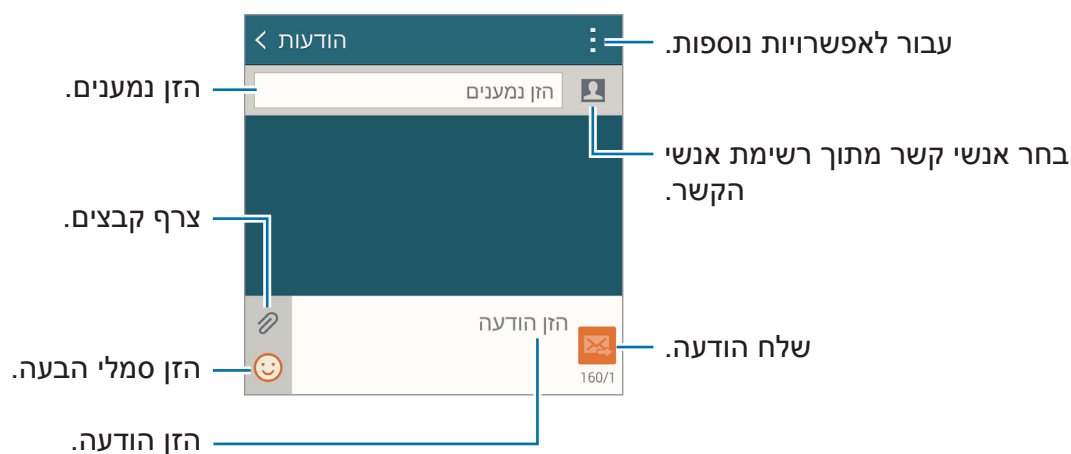 הודעות
עבור לאפשרויות נוספות.
הזן נמענים.
הזן נמענים
בחר אנשי קשר מתוך רשימת אנשי
הקשר.
צרף קבצים.
הזן הודעה
שלח הודעה.
160/1
הזן סמלי הבעה.
הזן הודעה.